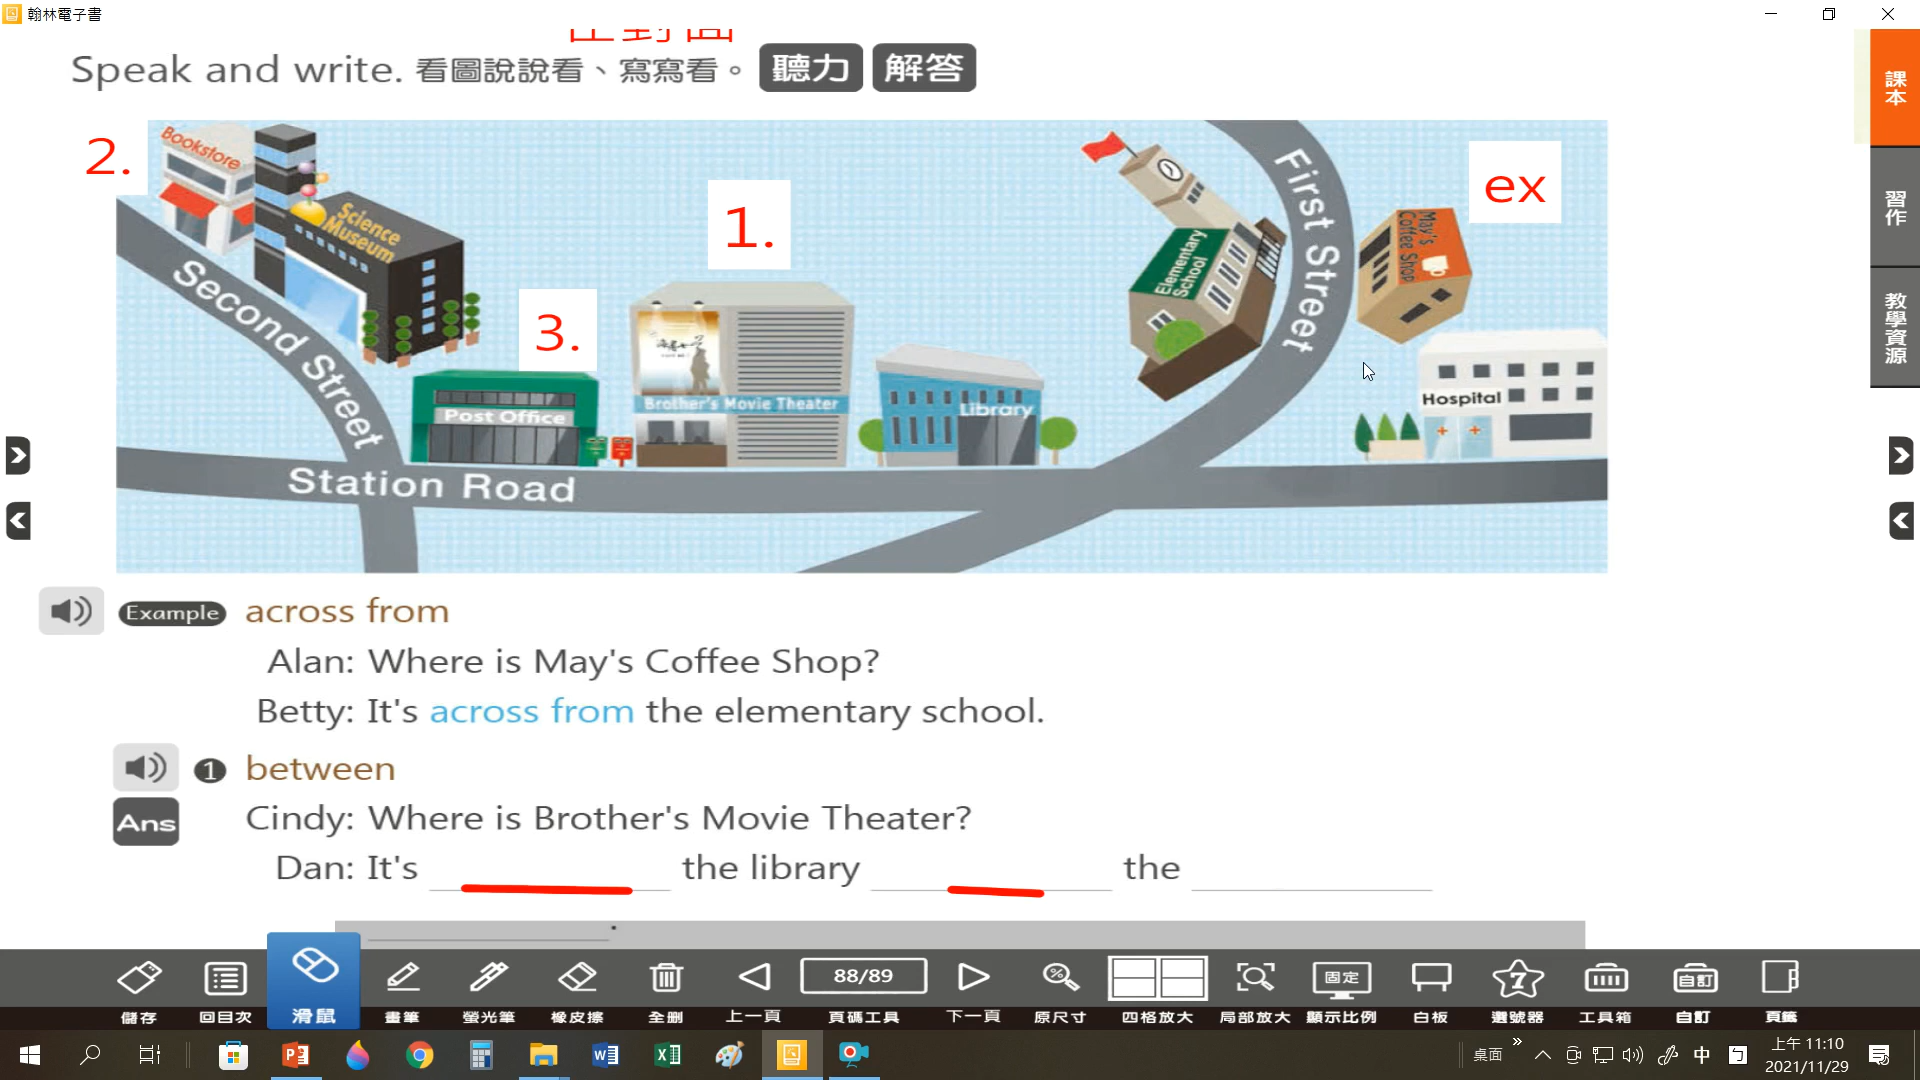 翰林電子書
Speak and write. 看圖說說看、寫寫看。 聽力 解答
課本
習作
教學資源
2.
Bookstore
Science Museum
1.
3.
ex
First Street
Elementary School
May's Coffee Shop
Second Street
Post Office
Brother's Movie Theater
Library
Hospital
Station Road
Example across from
Alan: Where is May's Coffee Shop?
Betty: It's across from the elementary school.
1 between
Ans
Cindy: Where is Brother's Movie Theater?
Dan: It's ________ the library ________ the ________
7 88/89 固定 自訂
儲存 回目次 滑鼠 畫筆 螢光筆 橡皮擦 全刪 上一頁 頁碼工具 下一頁 原尺寸 四格放大 局部放大 顯示比例 白板 選號器 工具箱 自訂 頁籤
桌面 中 上午 11:10
2021/11/29